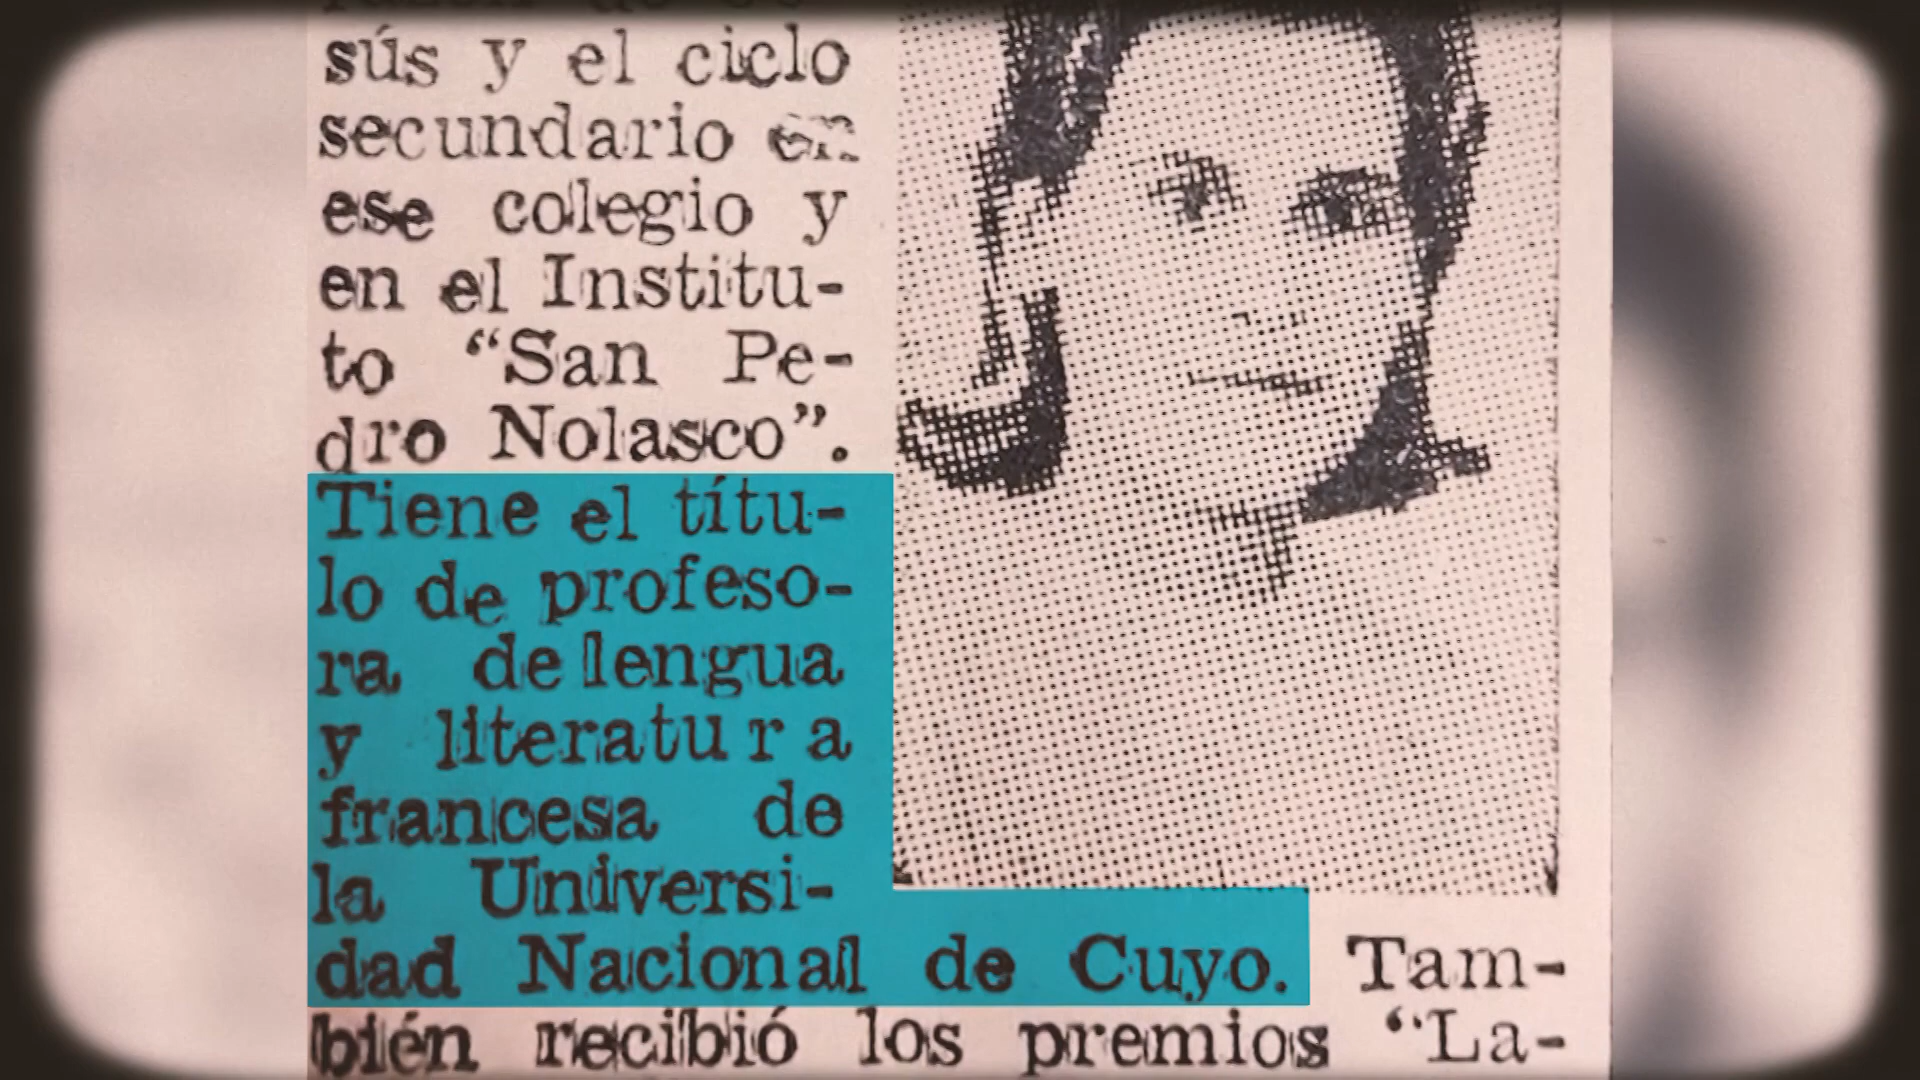 sús y el ciclo
secundario en
ese colegio y
en el Institu-
to “San Pe-
dro Nolasco”.
Tiene el títu-
lo de profeso-
ra de lengua
y literatura
francesa de
la Universi-
dad Nacional de Cuyo. Tam-
bién recibió los premios “La-